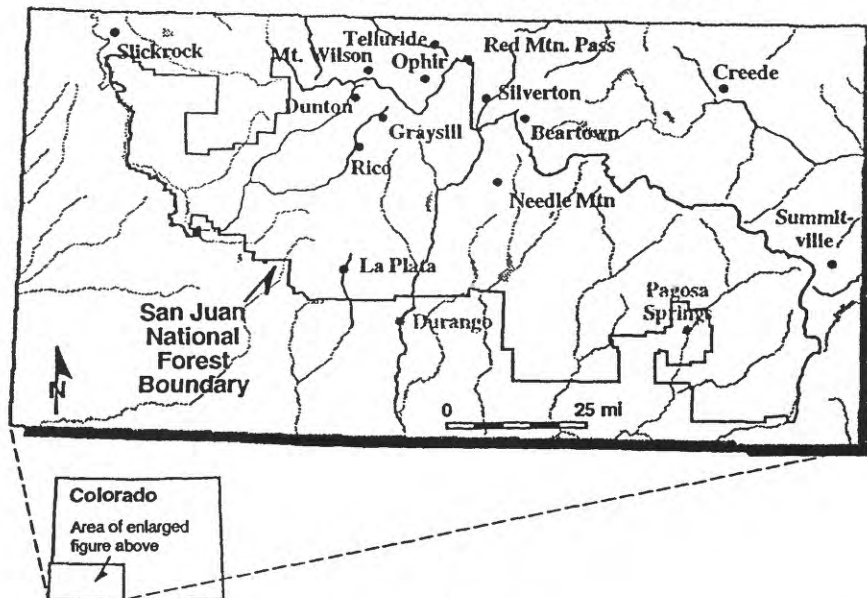 Slickrock
Telluride
Mt. Wilson
Ophir
Red Mtn. Pass
Creede
Dunton
Silverton
Graysill
Beartown
Rico
Needle Mtn
Summit-
ville
La Plata
San Juan
National
Forest
Boundary
Pagosa
Springs
Durango
N
0 25 mi
Colorado
Area of enlarged
figure above